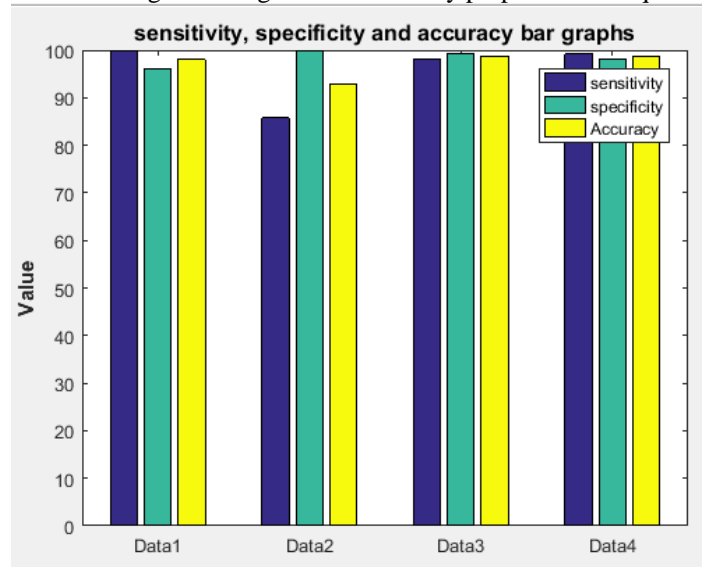 sensitivity, specificity and accuracy bar graphs
100
90
80
70
60
50
40
30
20
10
0
Value
sensitivity
specificity
Accuracy
Data1 Data2 Data3 Data4